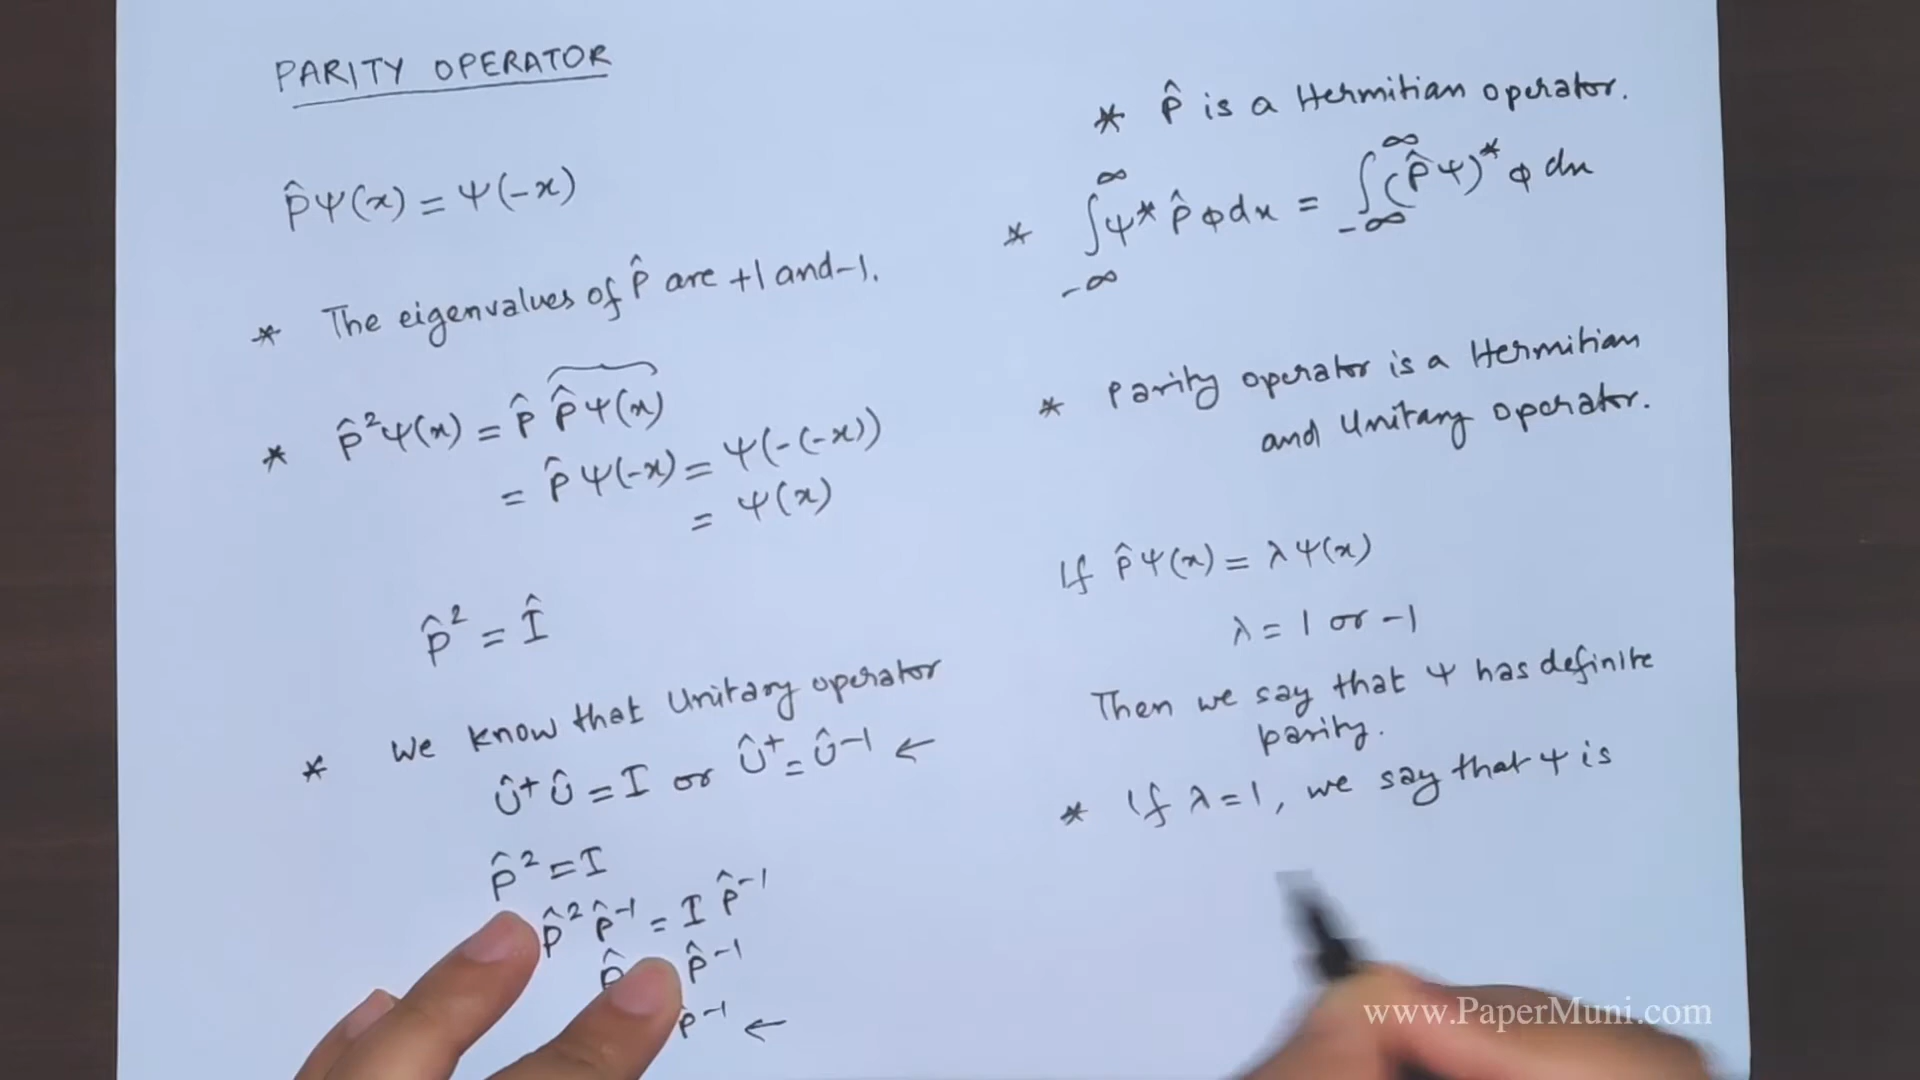 PARITY OPERATOR
P̂Ψ(x) = Ψ(-x)
* The eigenvalues of P̂ are +1 and -1.
* P̂²Ψ(x) = P̂ P̂Ψ(x)
= P̂Ψ(-x) = Ψ(-(-x))
= Ψ(x)
P̂² = Î
* We know that Unitary operator
Û⁺Û = I or Û⁺ = Û⁻¹ ←
P̂² = I
P̂² P̂⁻¹ = I P̂⁻¹
P̂ P̂⁻¹
P⁻¹ ←
* P̂ is a Hermitian operator.
* ∫_{-∞}^{∞} Ψ* P̂ φ dx = ∫_{-∞}^{∞} (P̂Ψ)* φ dx
* Parity operator is a Hermitian
and Unitary operator.
If P̂Ψ(x) = λΨ(x)
λ = 1 or -1
Then we say that Ψ has definite
parity.
* If λ = 1, we say that Ψ is
www.PaperMuni.com